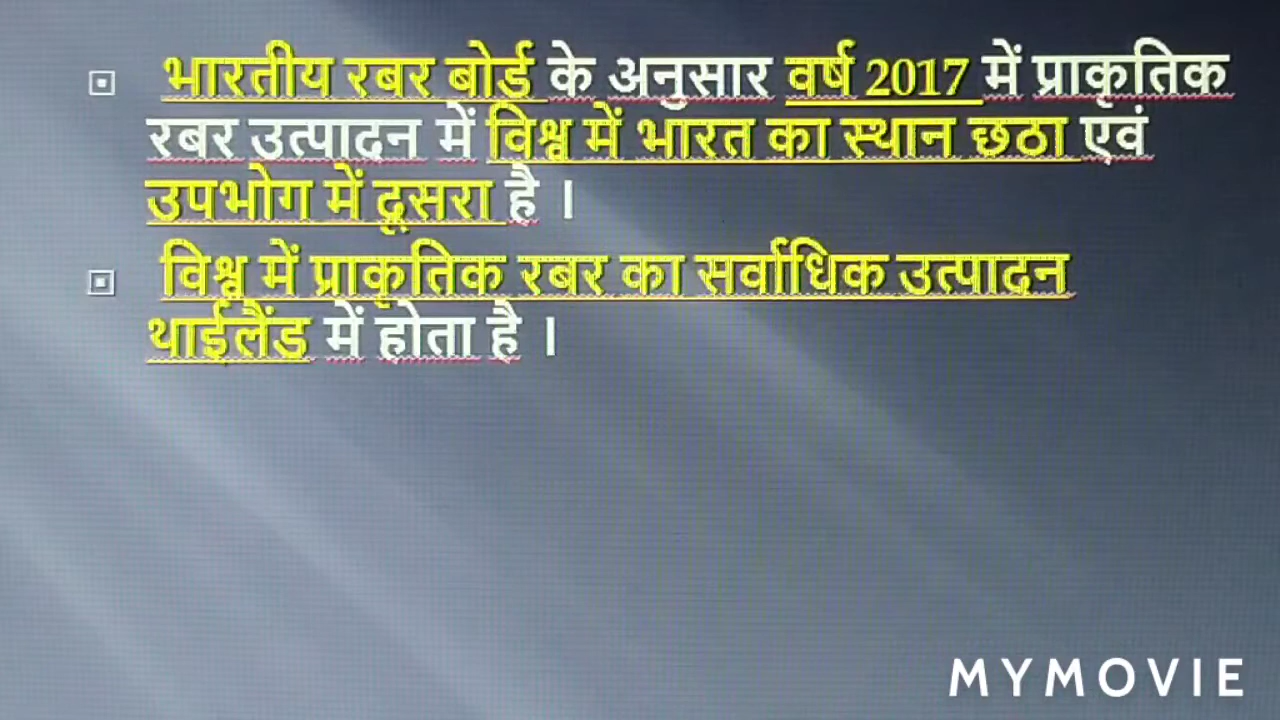 भारतीय रबर बोर्ड के अनुसार वर्ष 2017 में प्राकृतिक
रबर उत्पादन में विश्व में भारत का स्थान छठा एवं
उपभोग में दूसरा है ।
विश्व में प्राकृतिक रबर का सर्वाधिक उत्पादन
थाईलैंड में होता है ।
MYMOVIE